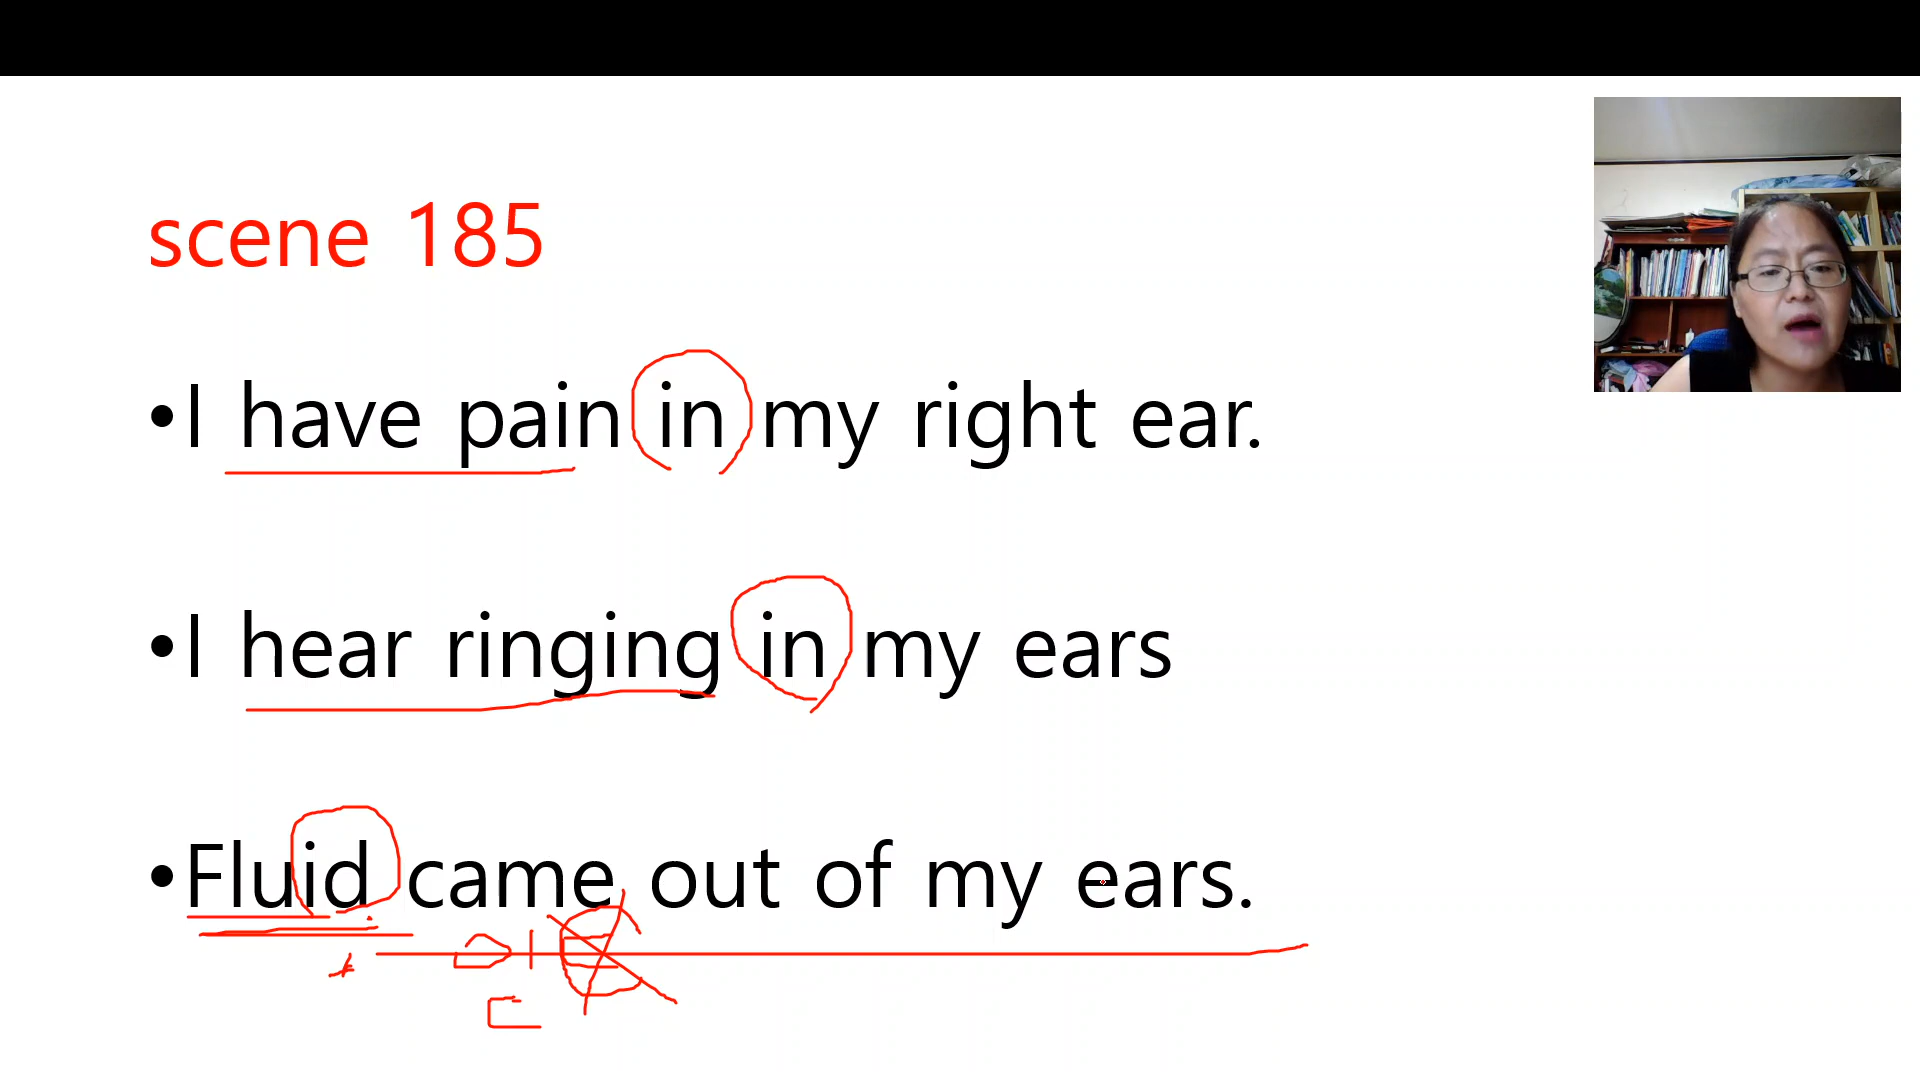 scene 185
•I have pain in my right ear.
•I hear ringing in my ears
•Fluid came out of my ears.